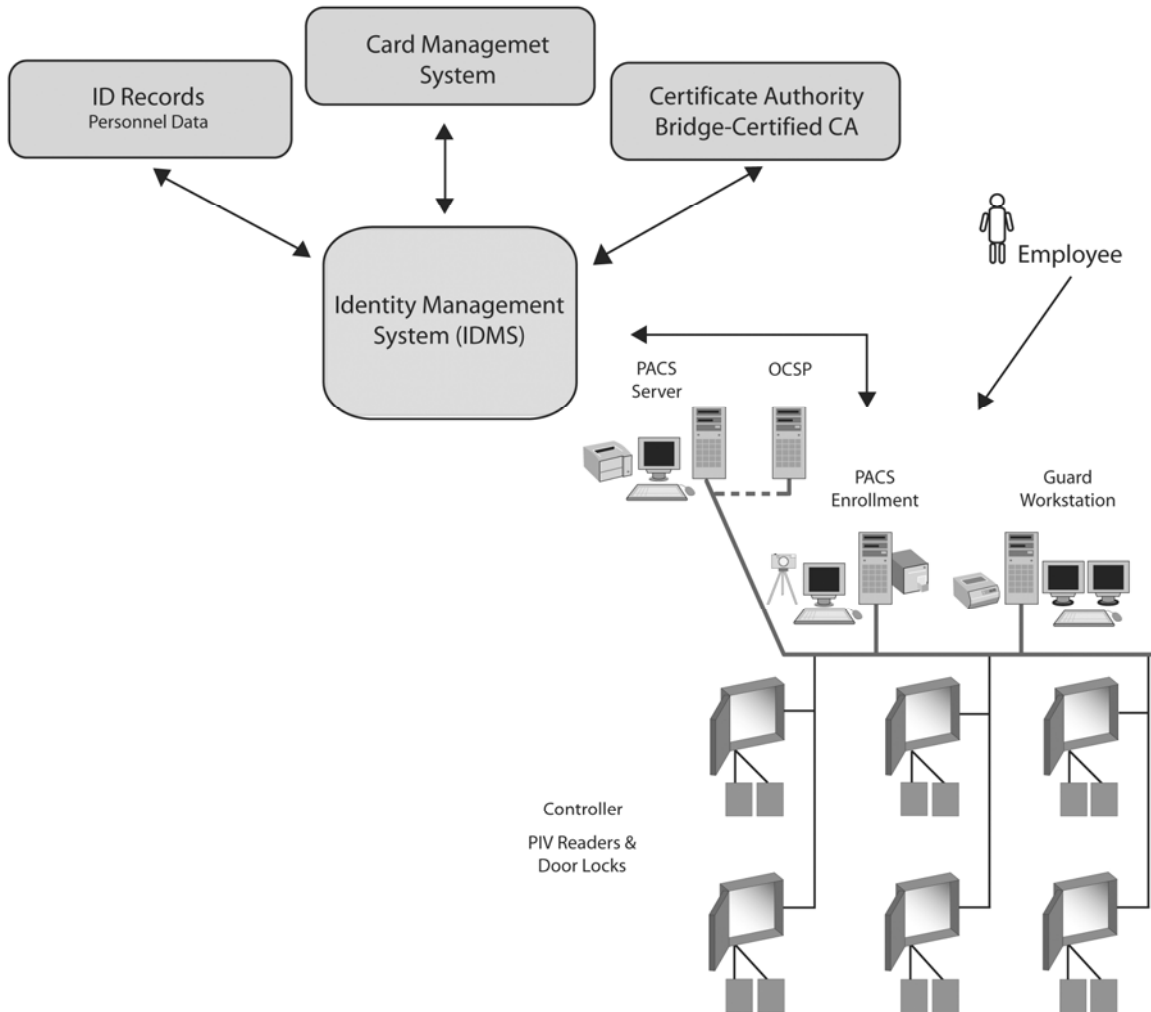 Card Managemet
System
ID Records
Personnel Data
Certificate Authority
Bridge-Certified CA
Identity Management
System (IDMS)
Employee
PACS
Server
OCSP
PACS
Enrollment
Guard
Workstation
Controller
PIV Readers &
Door Locks